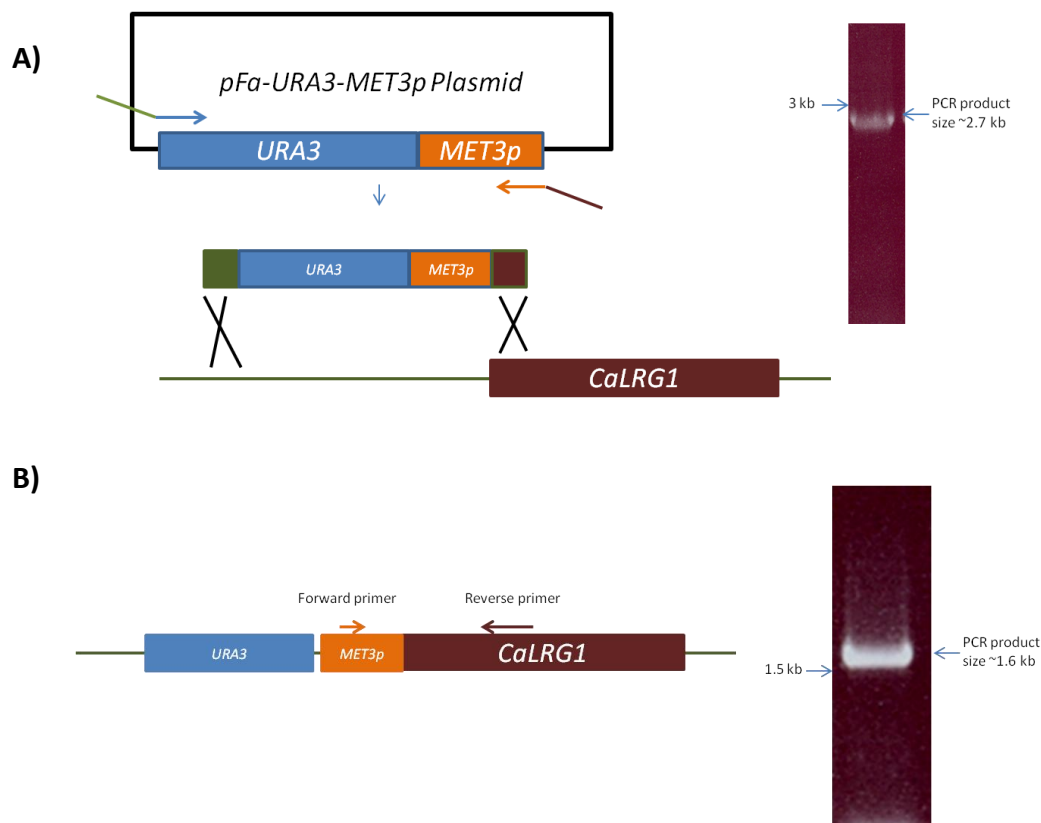 A)
pFa-URA3-MET3p Plasmid
URA3
MET3p
3 kb
PCR product
size ~2.7 kb
URA3
MET3p
CaLRG1
B)
Forward primer
Reverse primer
URA3
MET3p
CaLRG1
1.5 kb
PCR product
size ~1.6 kb